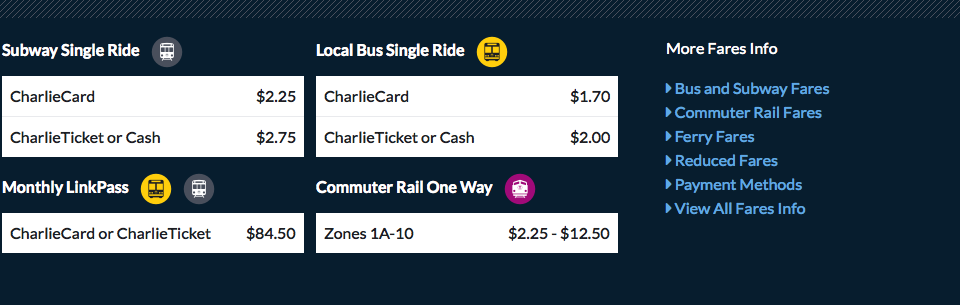 Subway Single Ride
CharlieCard $2.25
CharlieTicket or Cash $2.75
Local Bus Single Ride
CharlieCard $1.70
CharlieTicket or Cash $2.00
Monthly LinkPass
CharlieCard or CharlieTicket $84.50
Commuter Rail One Way
Zones 1A-10 $2.25 - $12.50
More Fares Info
Bus and Subway Fares
Commuter Rail Fares
Ferry Fares
Reduced Fares
Payment Methods
View All Fares Info